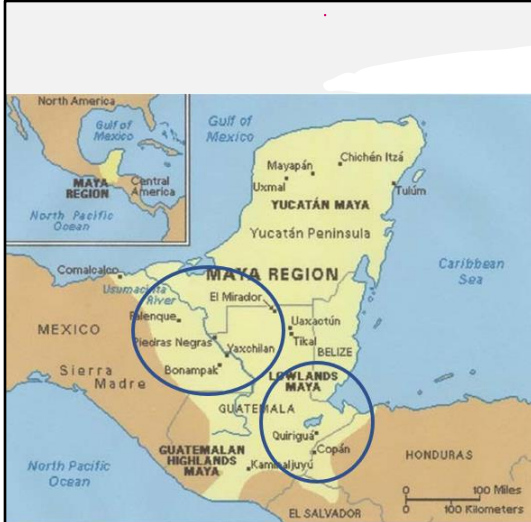 North America
Gulf of
Mexico
MAYA
REGION
Central
America
North Pacific
Ocean
Gulf of
Mexico
Mayapán
Chichén Itzá
Uxmal
Tulúm
YUCATÁN MAYA
Yucatán Peninsula
Caribbean
Sea
MAYA REGION
Comalcalco
Usumacinta
River
El Mirador
Palenque
Uaxactún
Tikal
MEXICO
Piedras Negras
Yaxchilan
BELIZE
Bonampak
LOWLANDS
MAYA
Sierra
Madre
GUATEMALA
Quiriguá
Copán
GUATEMALAN
HIGHLANDS
MAYA
Kaminaljuyú
HONDURAS
North Pacific
Ocean
EL SALVADOR
0 100 Miles
0 100 Kilometers